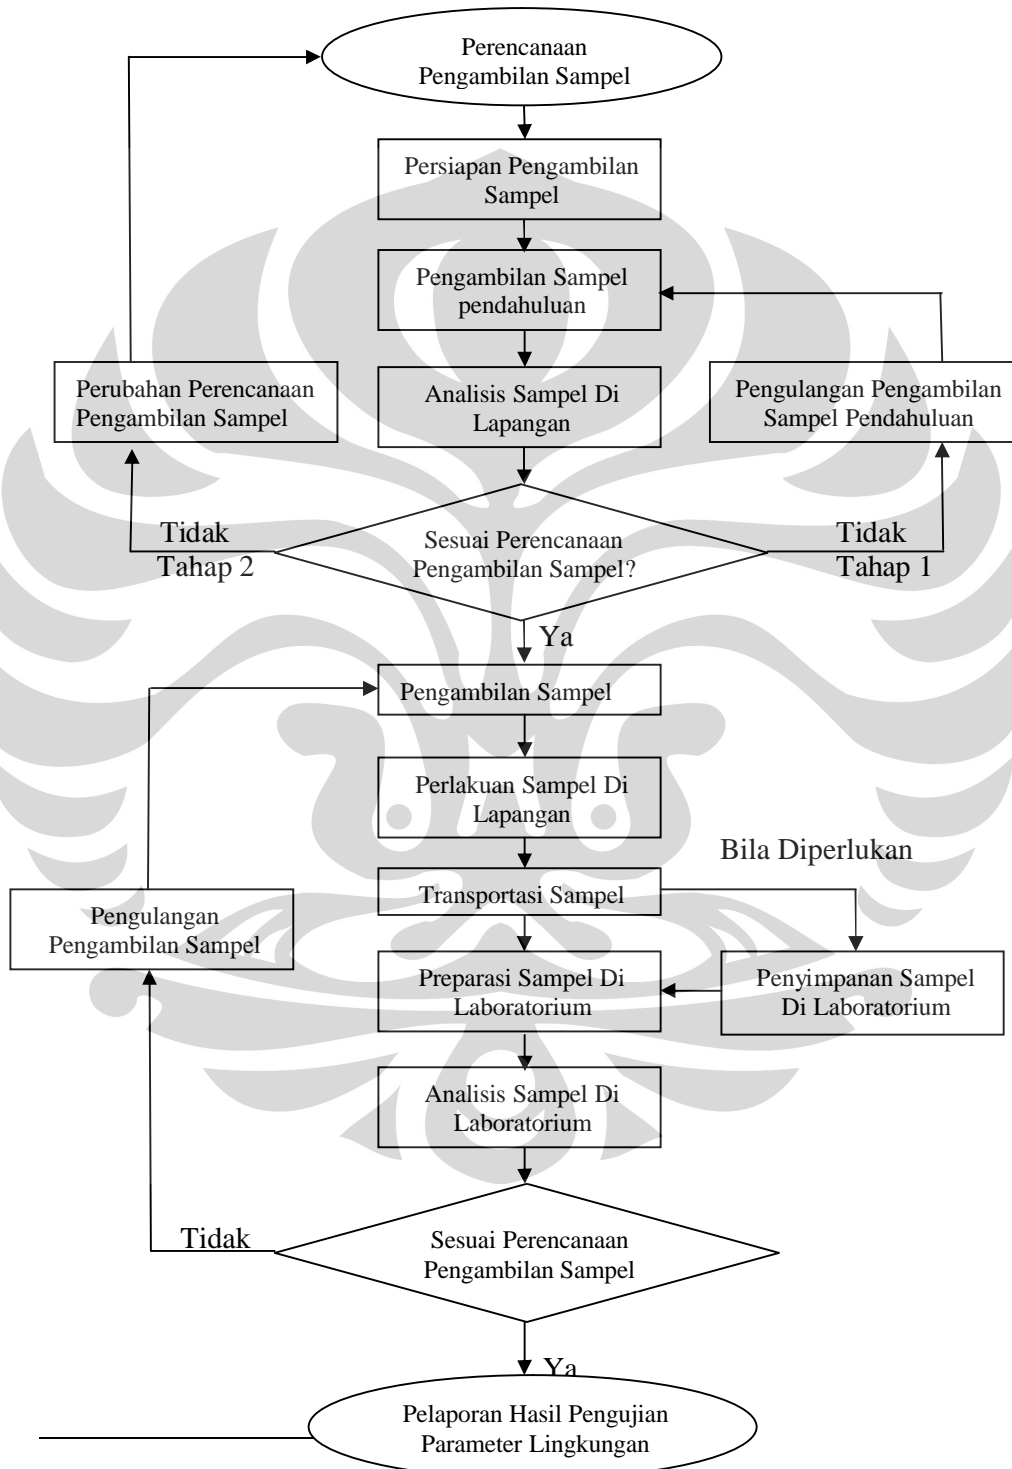 Perencanaan
Pengambilan Sampel
Persiapan Pengambilan
Sampel
Pengambilan Sampel
pendahuluan
Perubahan Perencanaan
Pengambilan Sampel
Analisis Sampel Di
Lapangan
Pengulangan Pengambilan
Sampel Pendahuluan
Tidak
Tahap 2
Sesuai Perencanaan
Pengambilan Sampel?
Tidak
Tahap 1
Ya
Pengambilan Sampel
Perlakuan Sampel Di
Lapangan
Bila Diperlukan
Transportasi Sampel
Pengulangan
Pengambilan Sampel
Preparasi Sampel Di
Laboratorium
Penyimpanan Sampel
Di Laboratorium
Analisis Sampel Di
Laboratorium
Tidak
Sesuai Perencanaan
Pengambilan Sampel
Ya
Pelaporan Hasil Pengujian
Parameter Lingkungan